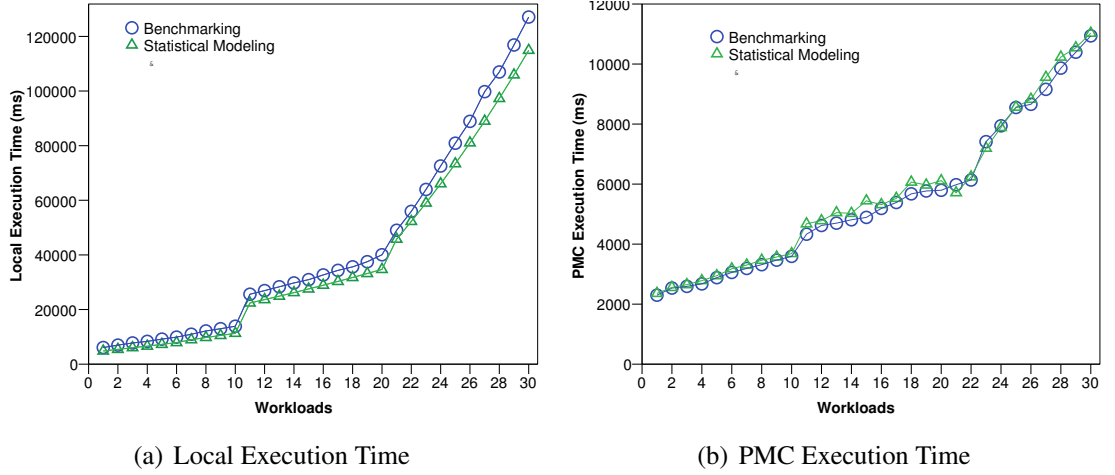 120000
100000
80000
60000
40000
20000
0
Local Execution Time (ms)
Benchmarking
Statistical Modeling
&
0 2 4 6 8 10 12 14 16 18 20 22 24 26 28 30
Workloads
(a) Local Execution Time
12000
10000
8000
6000
4000
2000
0
PMC Execution Time (ms)
Benchmarking
Statistical Modeling
&
0 2 4 6 8 10 12 14 16 18 20 22 24 26 28 30
Workloads
(b) PMC Execution Time